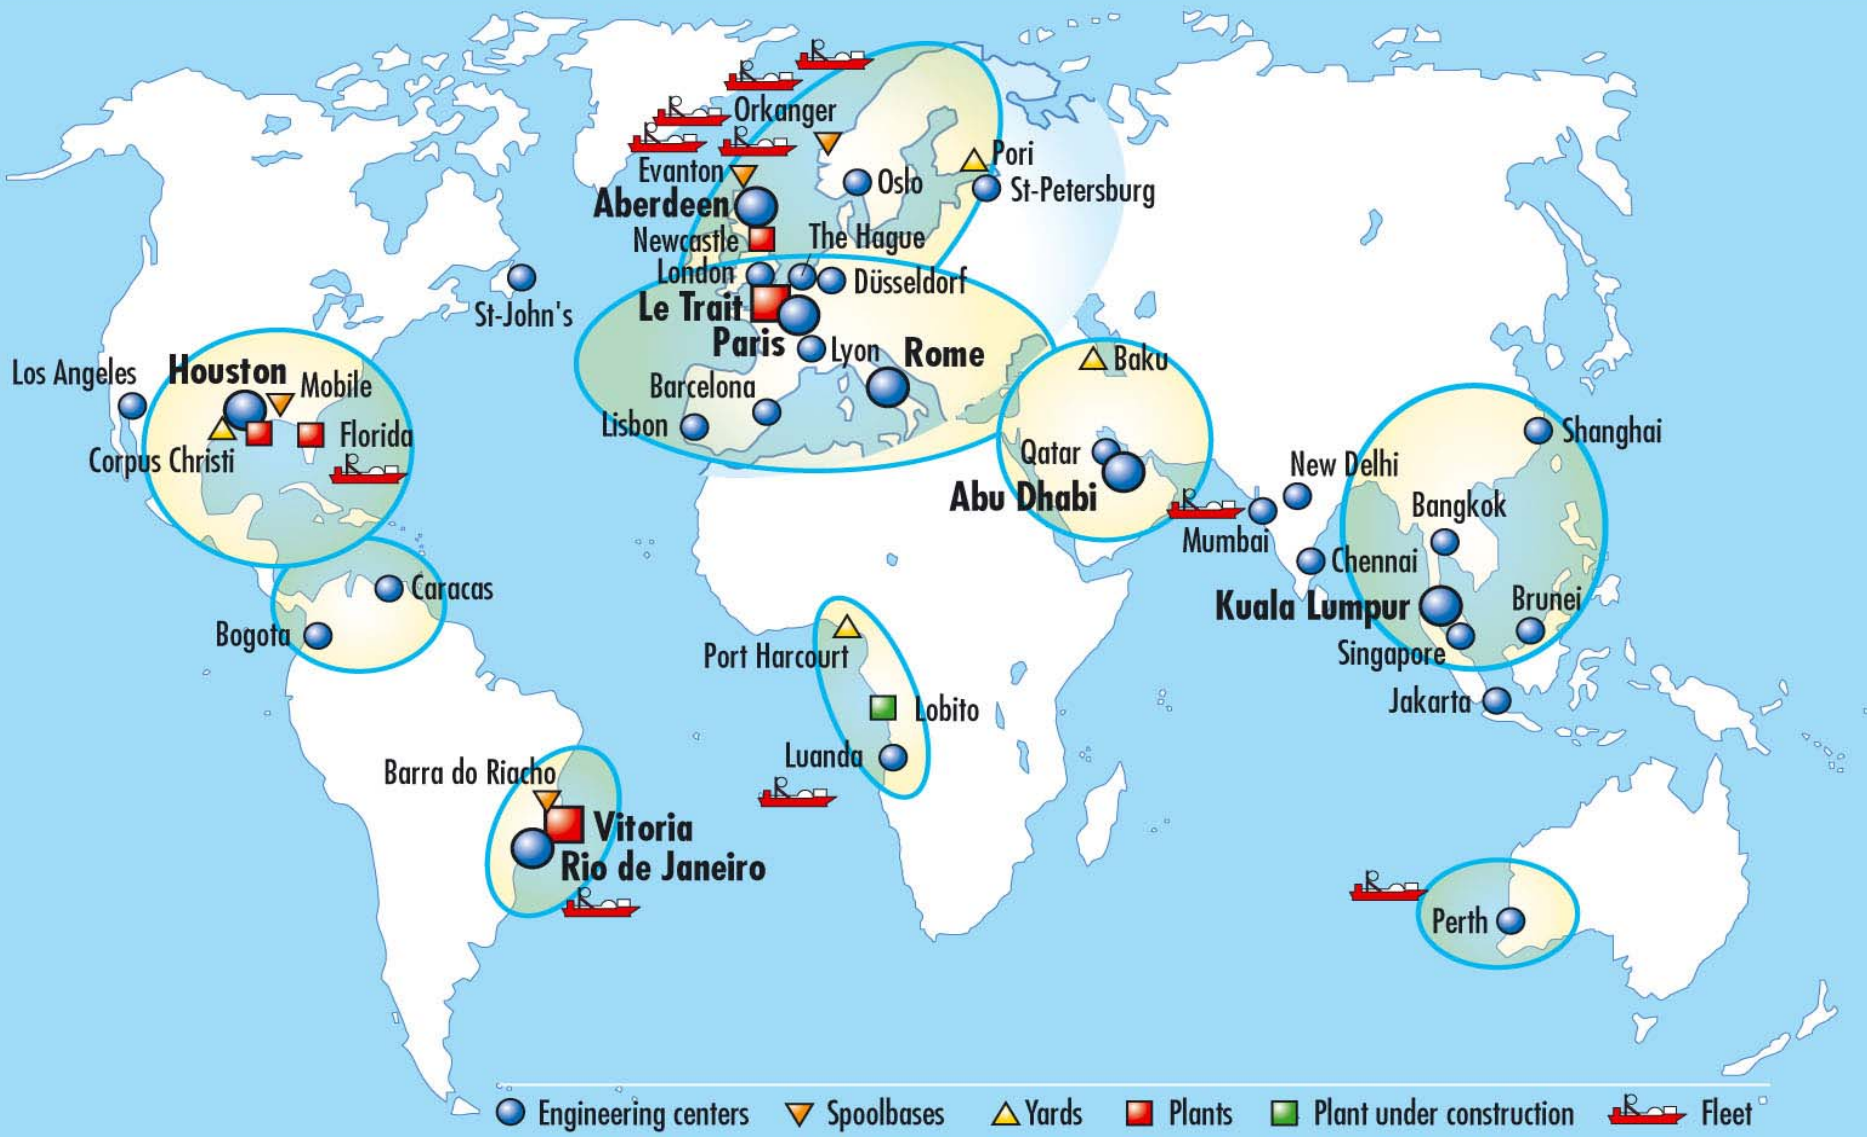 Orkanger
Evanton
Pori
Oslo
St-Petersburg
Aberdeen
Newcastle
The Hague
London
Düsseldorf
Le Trait
Paris
Lyon
Rome
Barcelona
Lisbon
St-John's
Los Angeles
Houston
Mobile
Florida
Corpus Christi
Baku
Qatar
Abu Dhabi
Shanghai
New Delhi
Bangkok
Mumbai
Chennai
Kuala Lumpur
Brunei
Singapore
Jakarta
Caracas
Bogota
Port Harcourt
Lobito
Luanda
Barra do Riacho
Vitoria
Rio de Janeiro
Perth
Engineering centers
Spoolbases
Yards
Plants
Plant under construction
Fleet